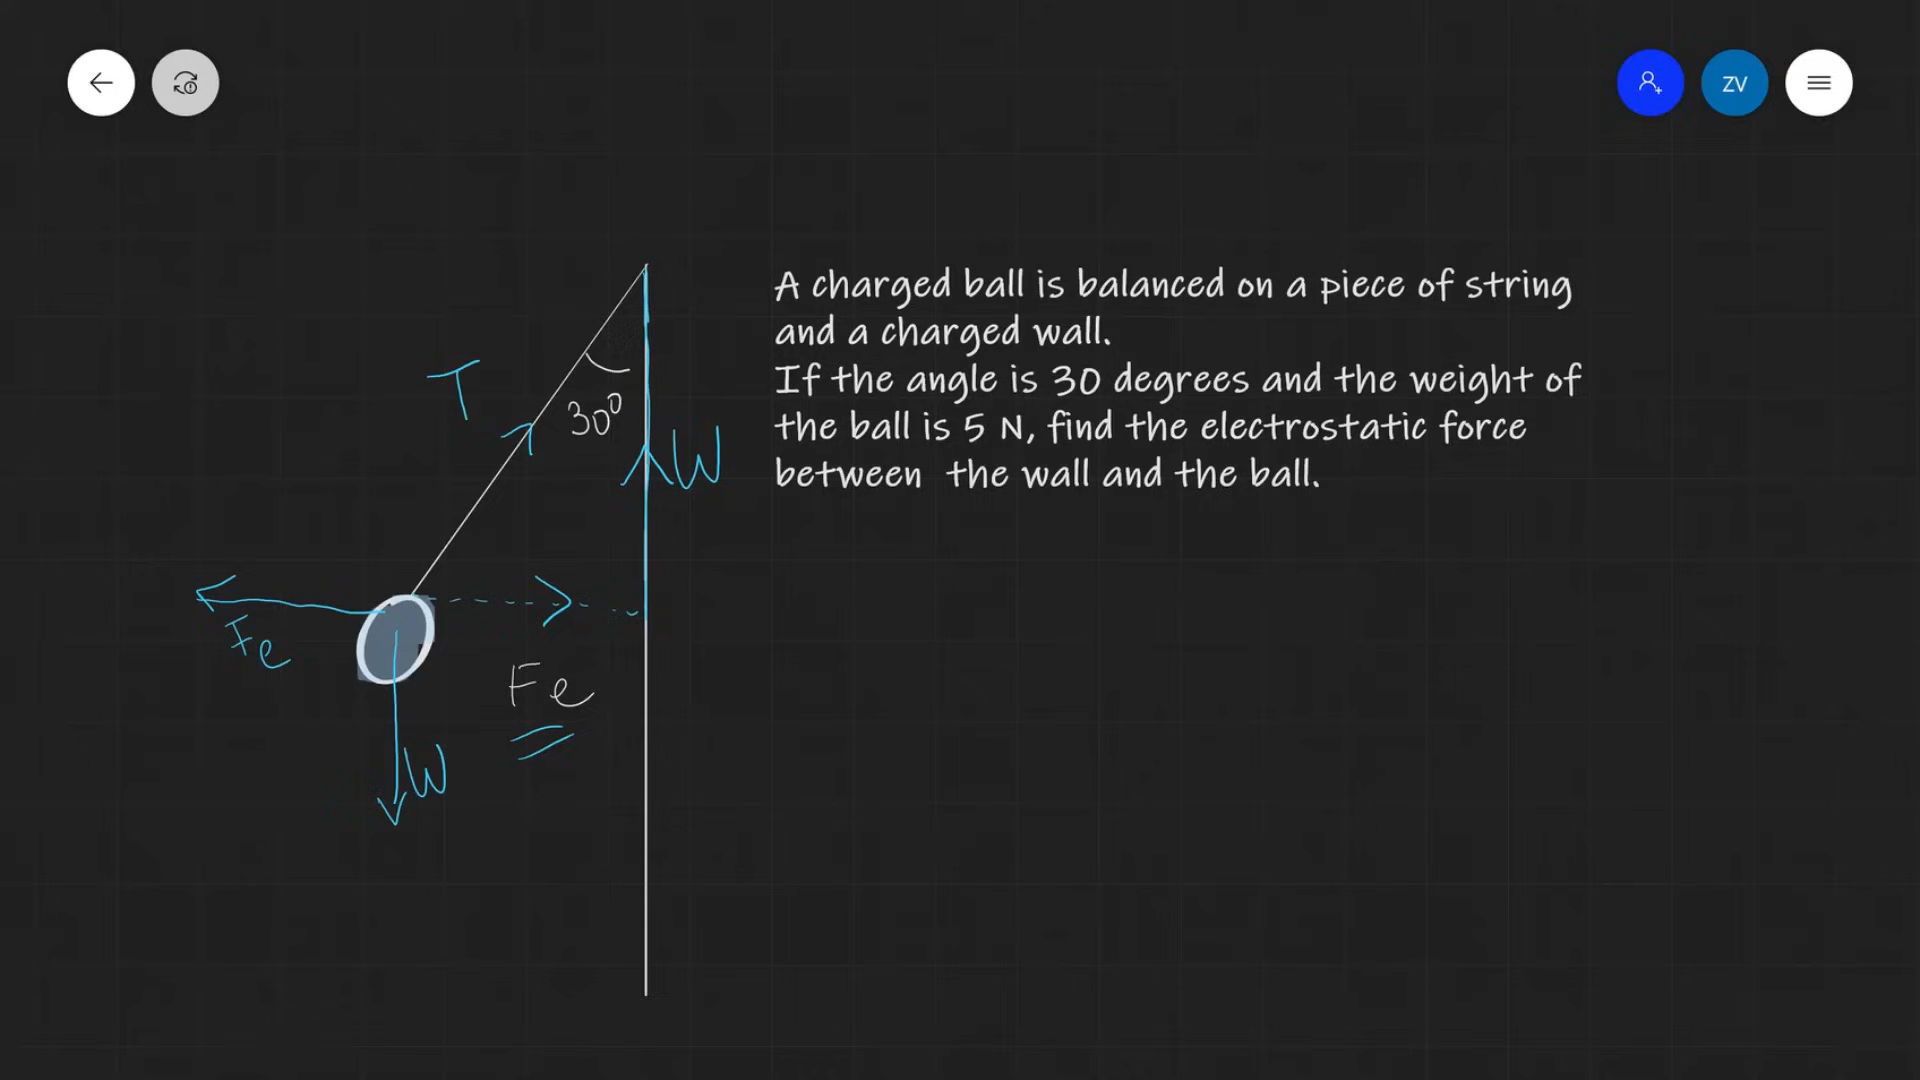 ZV
A charged ball is balanced on a piece of string
and a charged wall.
If the angle is 30 degrees and the weight of
the ball is 5 N, find the electrostatic force
between the wall and the ball.
T
30⁰
W
Fe
Fe
W